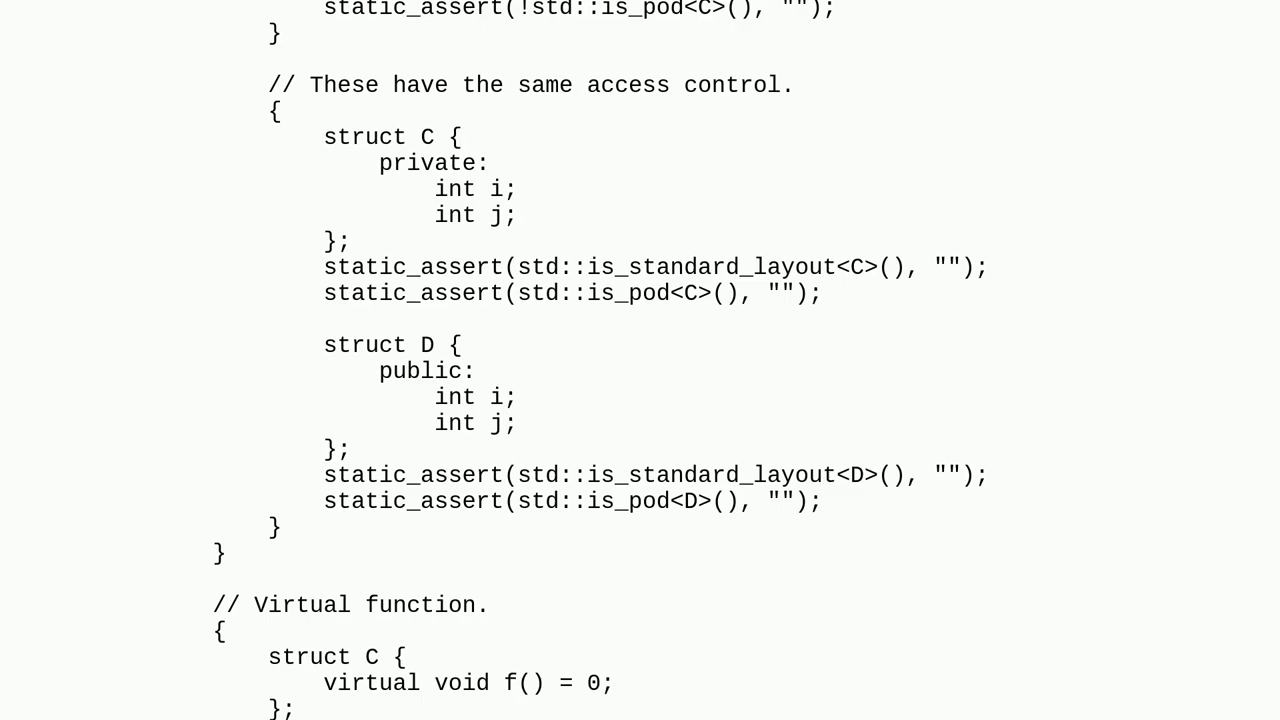 static_assert(!std::is_pod<C>(), "");
}
// These have the same access control.
{
struct C {
private:
int i;
int j;
};
static_assert(std::is_standard_layout<C>(), "");
static_assert(std::is_pod<C>(), "");
struct D {
public:
int i;
int j;
};
static_assert(std::is_standard_layout<D>(), "");
static_assert(std::is_pod<D>(), "");
}
}
// Virtual function.
{
struct C {
virtual void f() = 0;
};